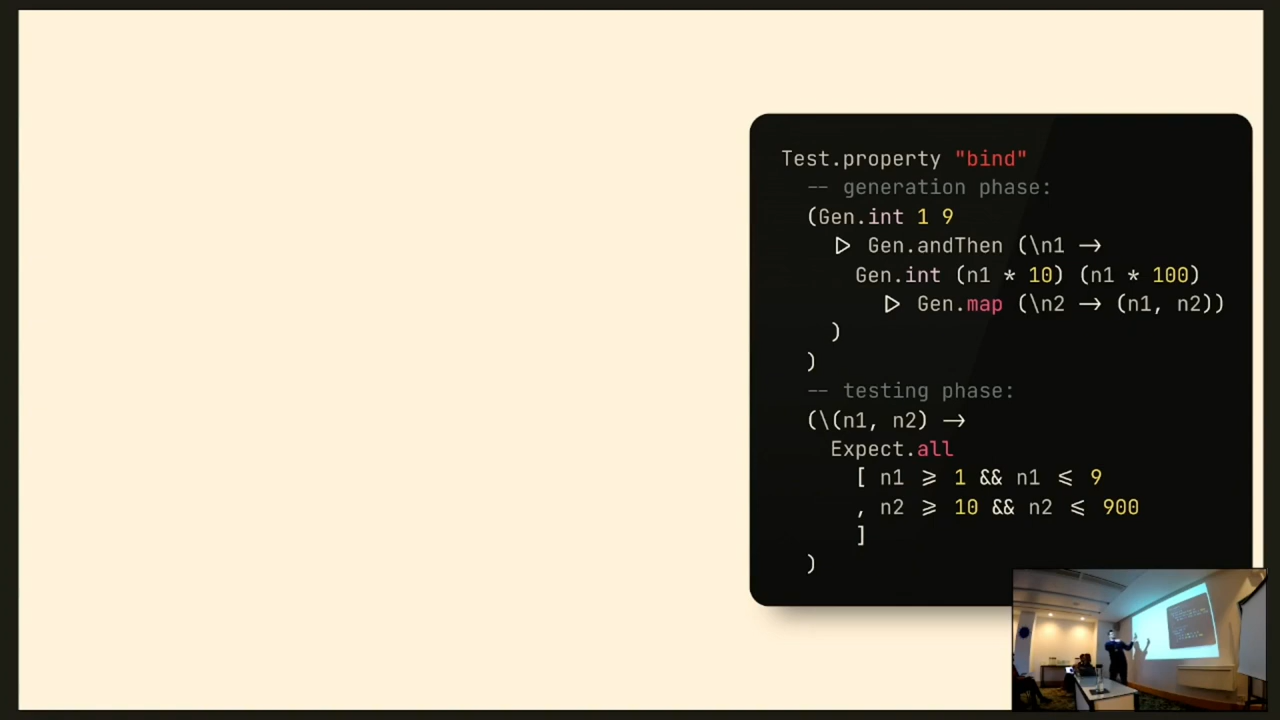 Test.property "bind"
-- generation phase:
(Gen.int 1 9
▷ Gen.andThen (\n1 →
Gen.int (n1 * 10) (n1 * 100)
▷ Gen.map (\n2 → (n1, n2))
)
)
-- testing phase:
(\(n1, n2) →
Expect.all
[ n1 ⩾ 1 && n1 ⩽ 9
, n2 ⩾ 10 && n2 ⩽ 900
]
)